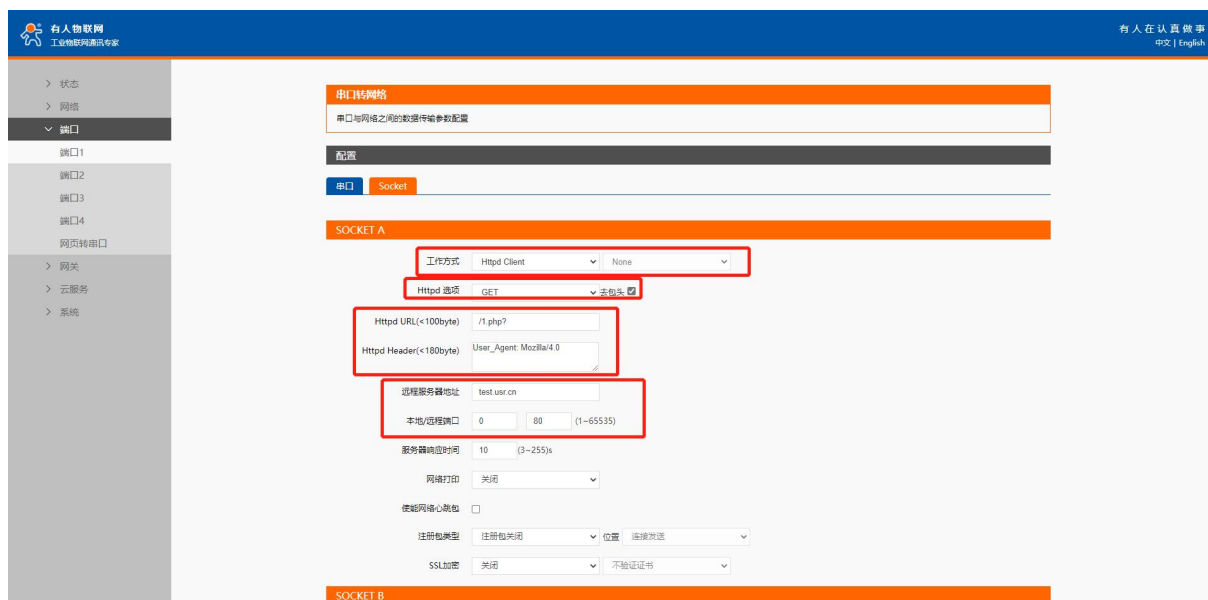 有人物联网
工业物联网通讯专家
有人在认真做事
中文 | English
状态
网络
端口
端口1
端口2
端口3
端口4
网页转串口
网关
云服务
系统
串口转网络
串口与网络之间的数据传输参数配置
配置
串口 Socket
SOCKET A
工作方式 Httpd Client None
Httpd 选项 GET 去包头
Httpd URL(<100byte) /1.php?
Httpd Header(<180byte) User_Agent: Mozilla/4.0
远程服务器地址 test.usr.cn
本地/远程端口 0 80 (1~65535)
服务器响应时间 10 (3~255)s
网络打印 关闭
使能网络心跳包
注册包类型 注册包关闭 位置 连接发送
SSL加密 关闭 不验证证书
SOCKET B